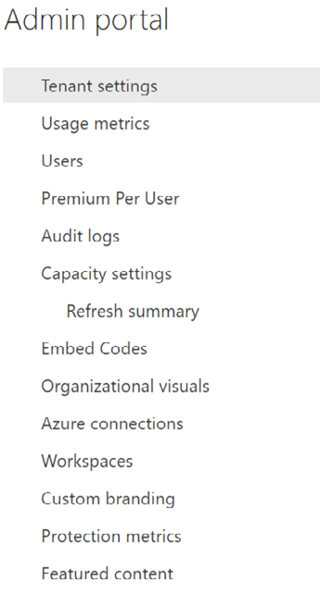 Admin portal
Tenant settings
Usage metrics
Users
Premium Per User
Audit logs
Capacity settings
Refresh summary
Embed Codes
Organizational visuals
Azure connections
Workspaces
Custom branding
Protection metrics
Featured content